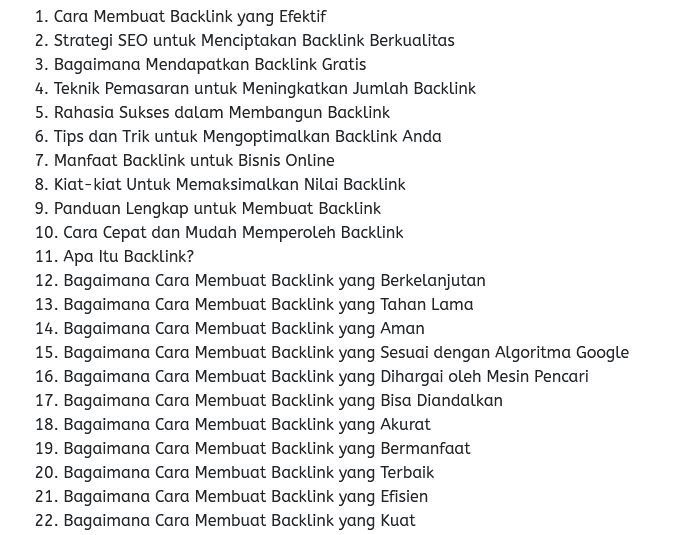 1. Cara Membuat Backlink yang Efektif
2. Strategi SEO untuk Menciptakan Backlink Berkualitas
3. Bagaimana Mendapatkan Backlink Gratis
4. Teknik Pemasaran untuk Meningkatkan Jumlah Backlink
5. Rahasia Sukses dalam Membangun Backlink
6. Tips dan Trik untuk Mengoptimalkan Backlink Anda
7. Manfaat Backlink untuk Bisnis Online
8. Kiat-kiat Untuk Memaksimalkan Nilai Backlink
9. Panduan Lengkap untuk Membuat Backlink
10. Cara Cepat dan Mudah Memperoleh Backlink
11. Apa Itu Backlink?
12. Bagaimana Cara Membuat Backlink yang Berkelanjutan
13. Bagaimana Cara Membuat Backlink yang Tahan Lama
14. Bagaimana Cara Membuat Backlink yang Aman
15. Bagaimana Cara Membuat Backlink yang Sesuai dengan Algoritma Google
16. Bagaimana Cara Membuat Backlink yang Dihargai oleh Mesin Pencari
17. Bagaimana Cara Membuat Backlink yang Bisa Diandalkan
18. Bagaimana Cara Membuat Backlink yang Akurat
19. Bagaimana Cara Membuat Backlink yang Bermanfaat
20. Bagaimana Cara Membuat Backlink yang Terbaik
21. Bagaimana Cara Membuat Backlink yang Efisien
22. Bagaimana Cara Membuat Backlink yang Kuat